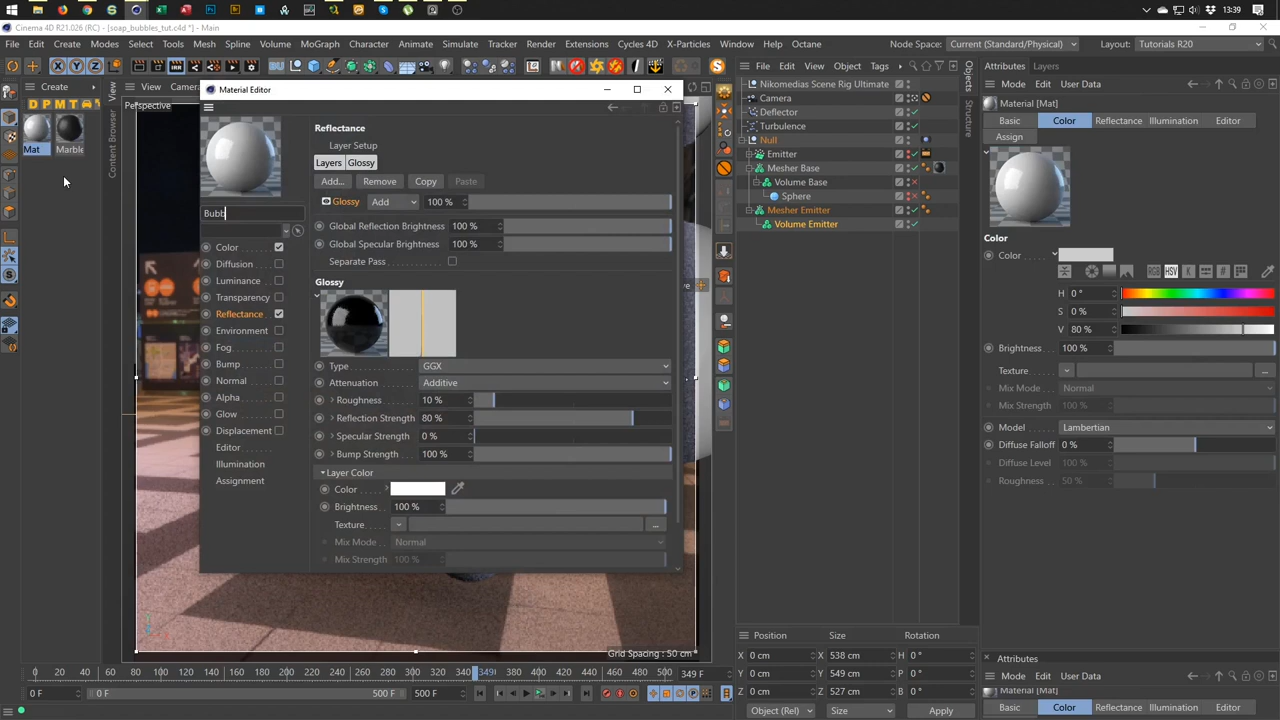 13:39
Cinema 4D R21.026 (RC) - [soap_bubbles_tut.c4d *] - Main
File Edit Create Modes Select Tools Mesh Spline Volume MoGraph Character Animate Simulate Tracker Render Extensions Cycles 4D X-Particles Window Help Octane Node Space: Current (Standard/Physical) Layout: Tutorials R20
X Y Z
Create
D P M T
Mat Marble
Content Browser
View
View Camera
Perspective
Material Editor
Bubb
Color
Diffusion
Luminance
Transparency
Reflectance
Environment
Fog
Bump
Normal
Alpha
Glow
Displacement
Editor
Illumination
Assignment
Reflectance
Layer Setup
Layers Glossy
Add... Remove Copy Paste
Glossy Add 100 %
Global Reflection Brightness 100 %
Global Specular Brightness 100 %
Separate Pass
Glossy
Type GGX
Attenuation Additive
Roughness 10 %
Reflection Strength 80 %
Specular Strength 0 %
Bump Strength 100 %
Layer Color
Color
Brightness 100 %
Texture ...
Mix Mode Normal
Mix Strength 100 %
Grid Spacing : 50 cm
File Edit View Object Tags
Objects
Structure
Nikomedias Scene Rig Ultimate
Camera
Deflector
Turbulence
Null
Emitter
Mesher Base
Volume Base
Sphere
Mesher Emitter
Volume Emitter
Attributes Layers
Mode Edit User Data
Material [Mat]
Basic Color Reflectance Illumination Editor
Assign
Color
Color
RGB HSV K
H 0 °
S 0 %
V 80 %
Brightness 100 %
Texture ...
Mix Mode Normal
Mix Strength 100 %
Model Lambertian
Diffuse Falloff 0 %
Diffuse Level 100 %
Roughness 50 %
Position Size Rotation
X 0 cm X 538 cm H 0 °
Y 0 cm Y 549 cm P 0 °
Z 0 cm Z 527 cm B 0 °
Object (Rel) Size Apply
Attributes
Mode Edit User Data
Material [Mat]
Basic Color Reflectance Illumination Editor
0 20 40 60 80 100 120 140 160 180 200 220 240 260 280 300 320 340 349 380 400 420 440 460 480 500 349 F
0 F 0 F 500 F 500 F